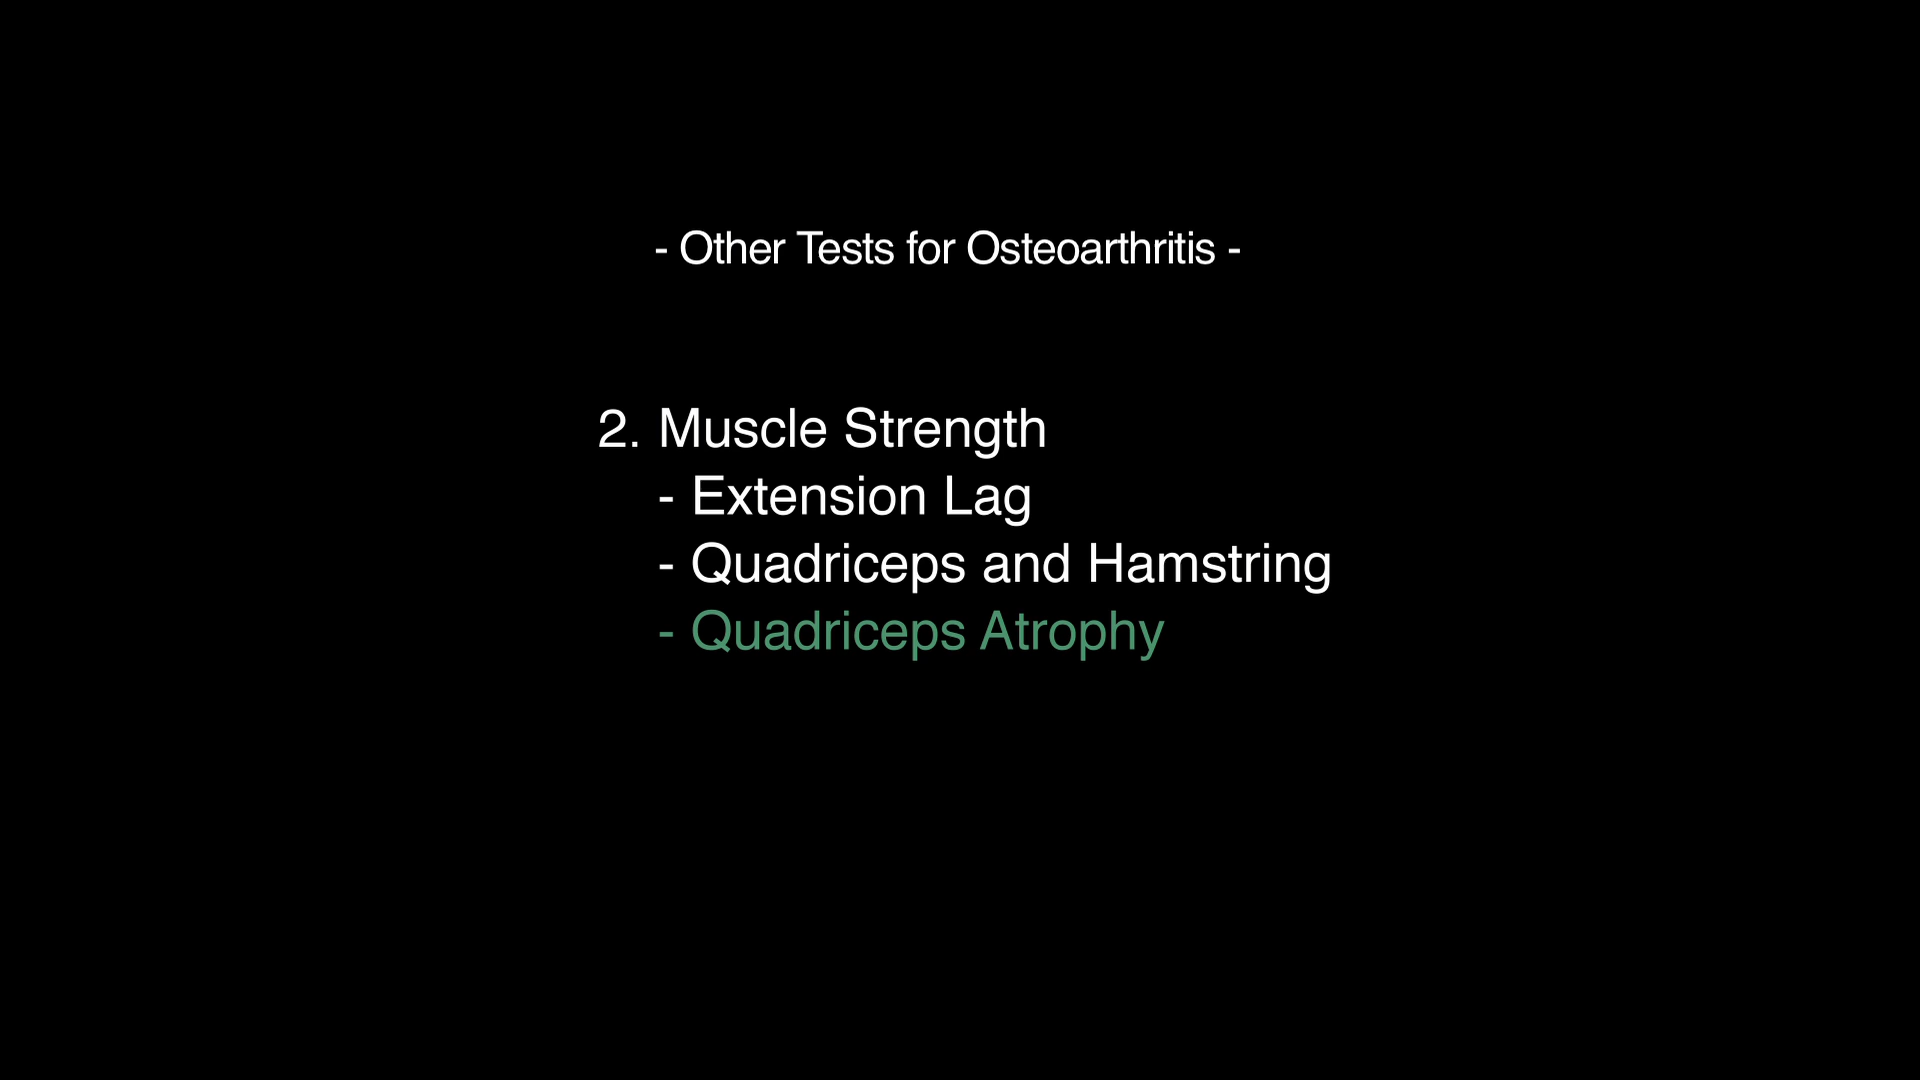 - Other Tests for Osteoarthritis -
2. Muscle Strength
- Extension Lag
- Quadriceps and Hamstring
- Quadriceps Atrophy